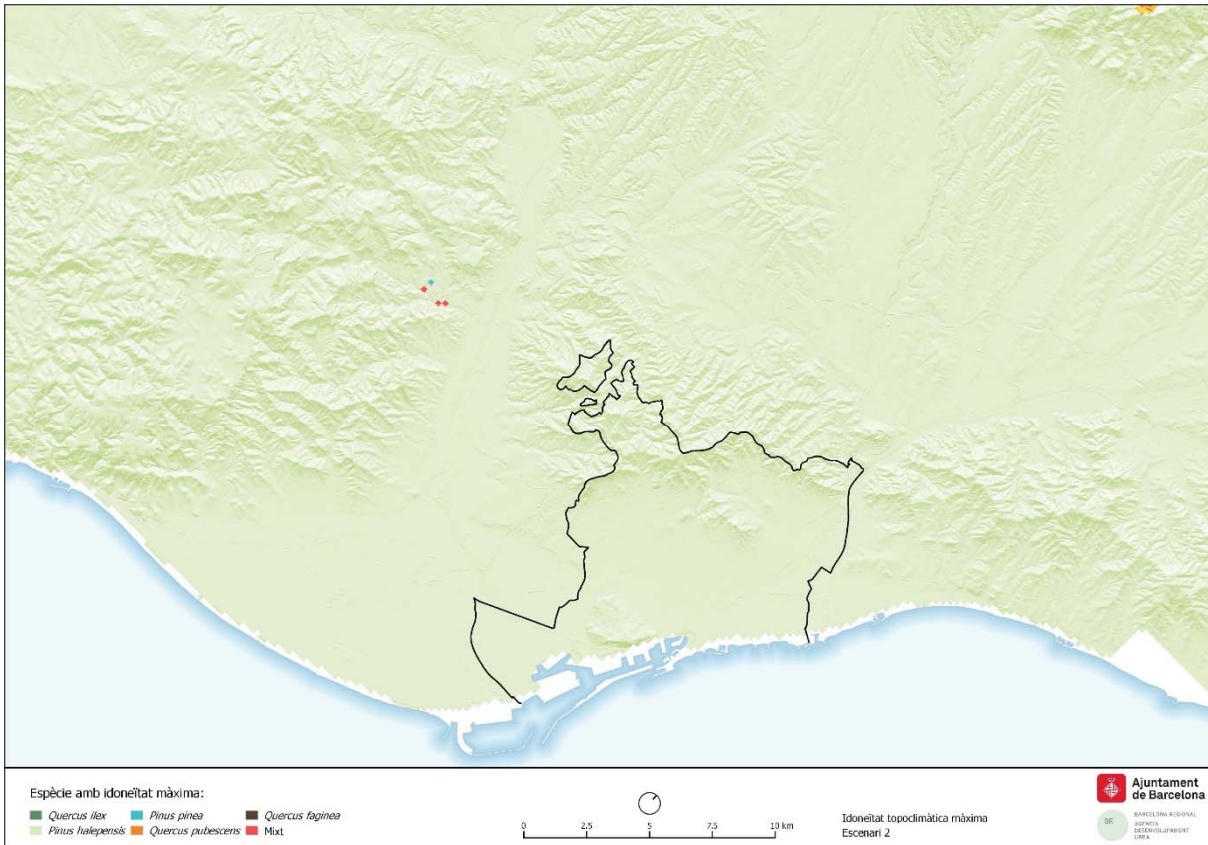 Espècie amb idoneïtat màxima:
Quercus ilex
Pinus pinea
Quercus faginea
Pinus halepensis
Quercus pubescens
Mixt
0 2.5 5 7.5 10 km
Idoneïtat topoclimàtica màxima
Escenari 2
Ajuntament
de Barcelona
BR
BARCELONA REGIONAL
AGÈNCIA
DESENVOLUPAMENT
URBÀ